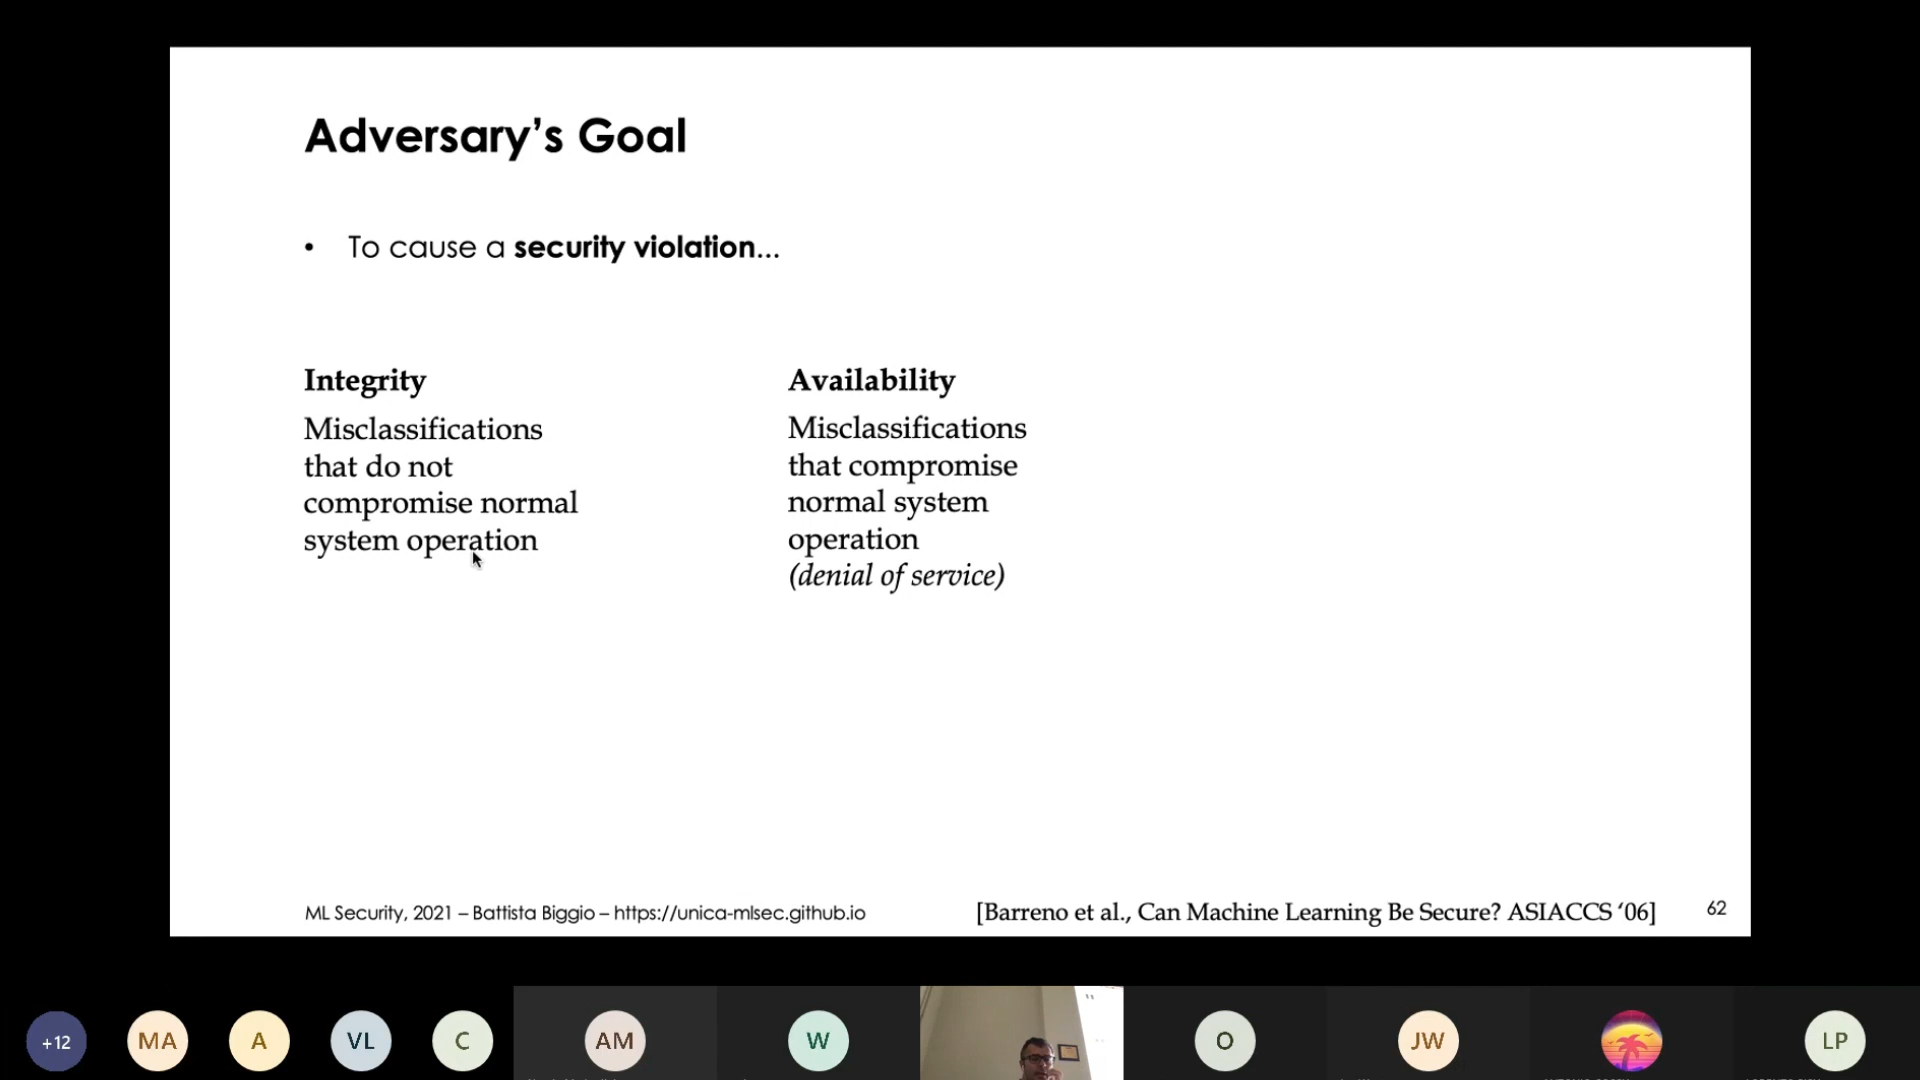 Adversary’s Goal
• To cause a security violation...
Integrity
Misclassifications
that do not
compromise normal
system operation
Availability
Misclassifications
that compromise
normal system
operation
(denial of service)
ML Security, 2021 – Battista Biggio – https://unica-mlsec.github.io
[Barreno et al., Can Machine Learning Be Secure? ASIACCS ‘06]
62
+12
MA
A
VL
C
AM
W
O
JW
LP